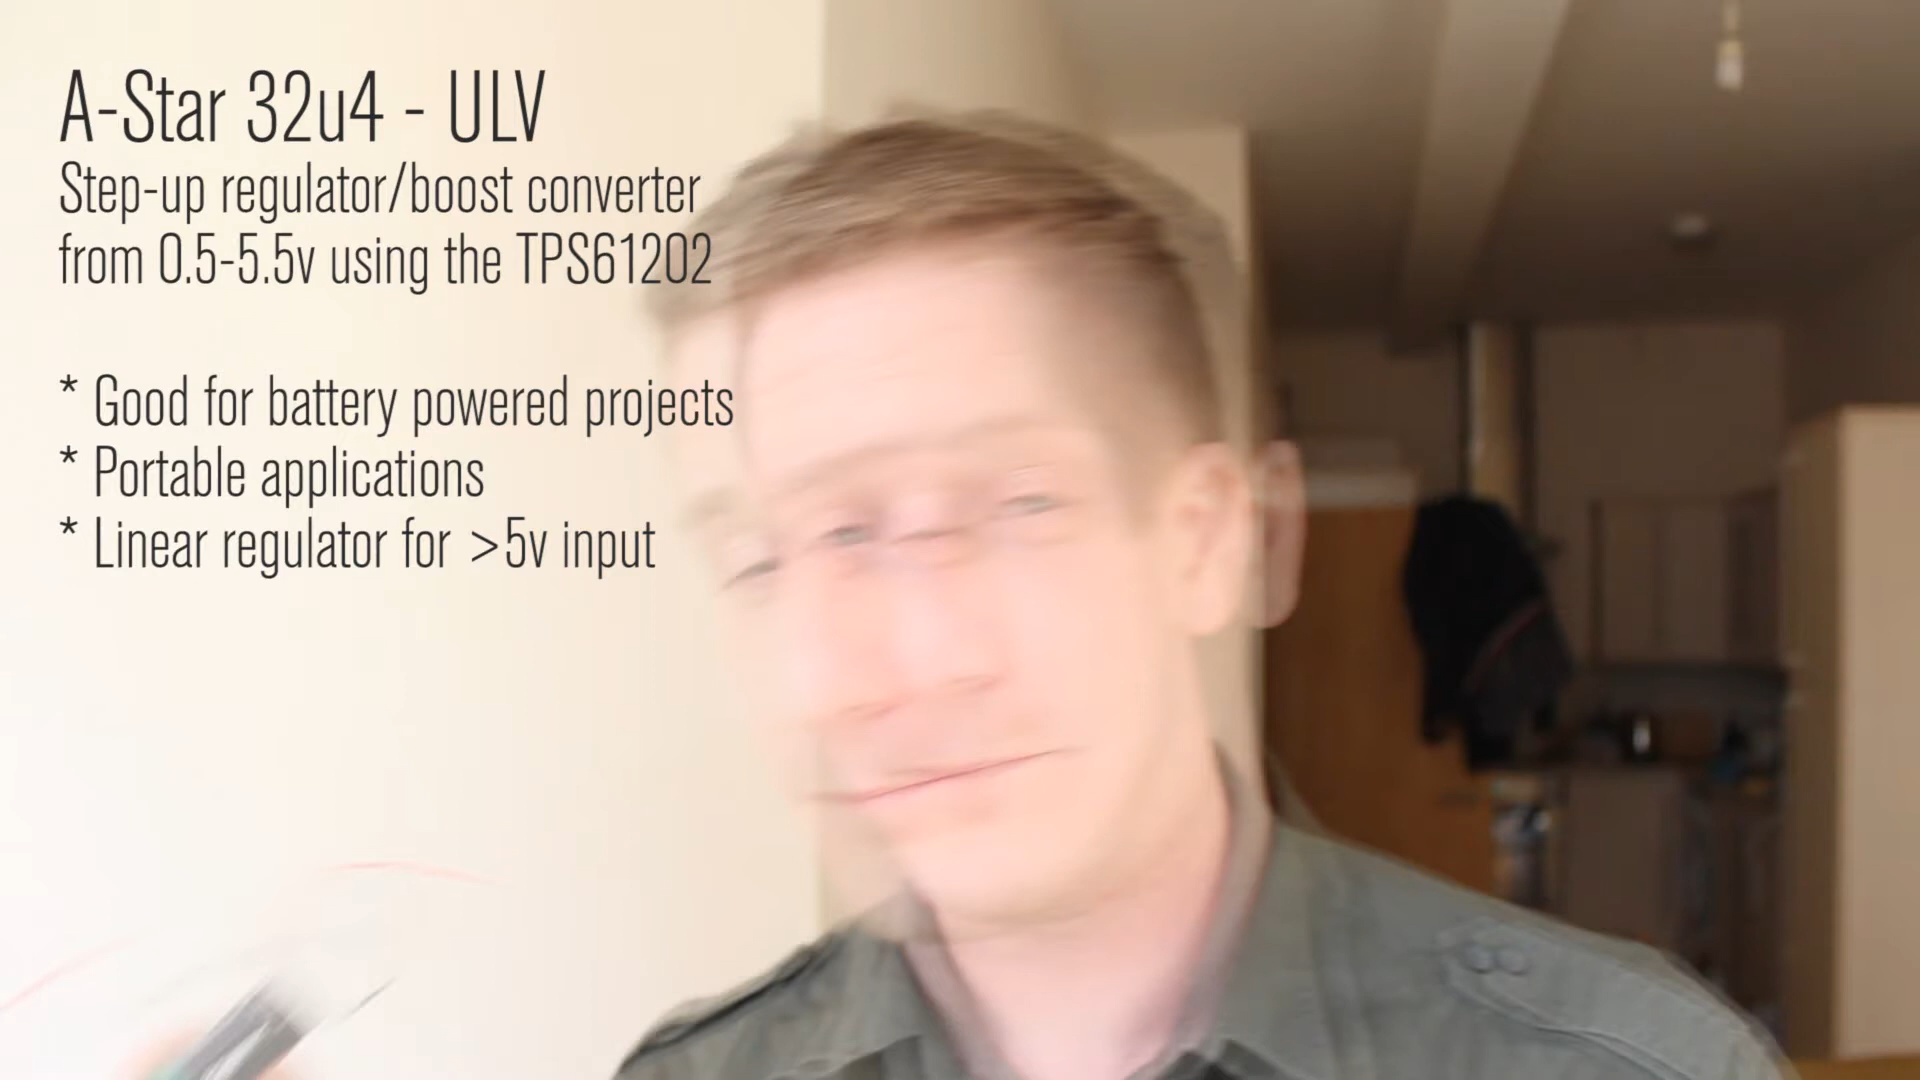 A-Star 32u4 - ULV
Step-up regulator/boost converter
from 0.5-5.5v using the TPS61202
* Good for battery powered projects
* Portable applications
* Linear regulator for >5v input